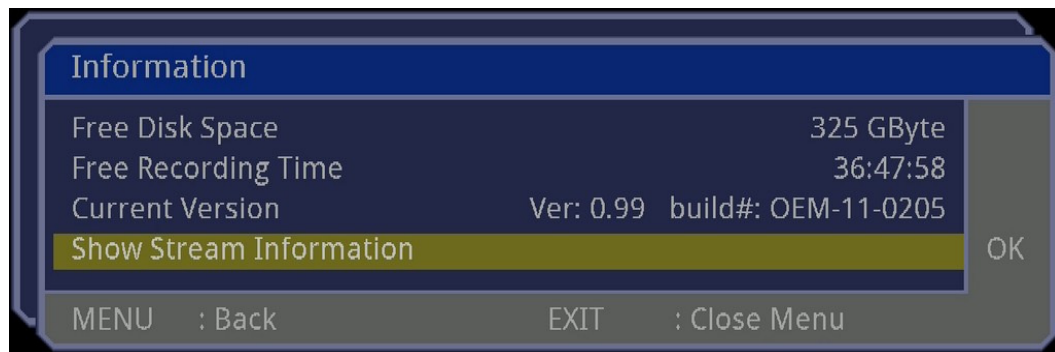 Information
Free Disk Space 325 GByte
Free Recording Time 36:47:58
Current Version Ver: 0.99 build#: OEM-11-0205
Show Stream Information OK
MENU : Back EXIT : Close Menu